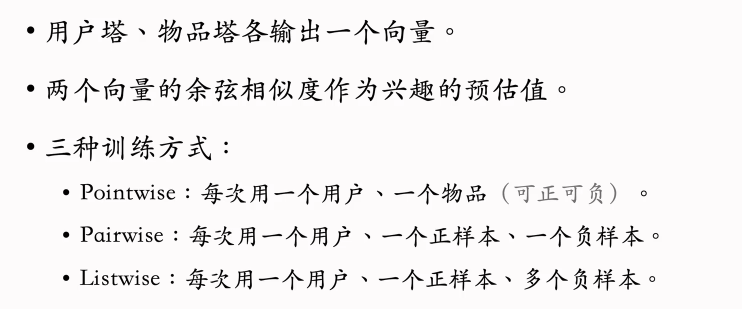 • 用户塔、物品塔各输出一个向量。
• 两个向量的余弦相似度作为兴趣的预估值。
• 三种训练方式：
• Pointwise：每次用一个用户、一个物品（可正可负）。
• Pairwise：每次用一个用户、一个正样本、一个负样本。
• Listwise：每次用一个用户、一个正样本、多个负样本。